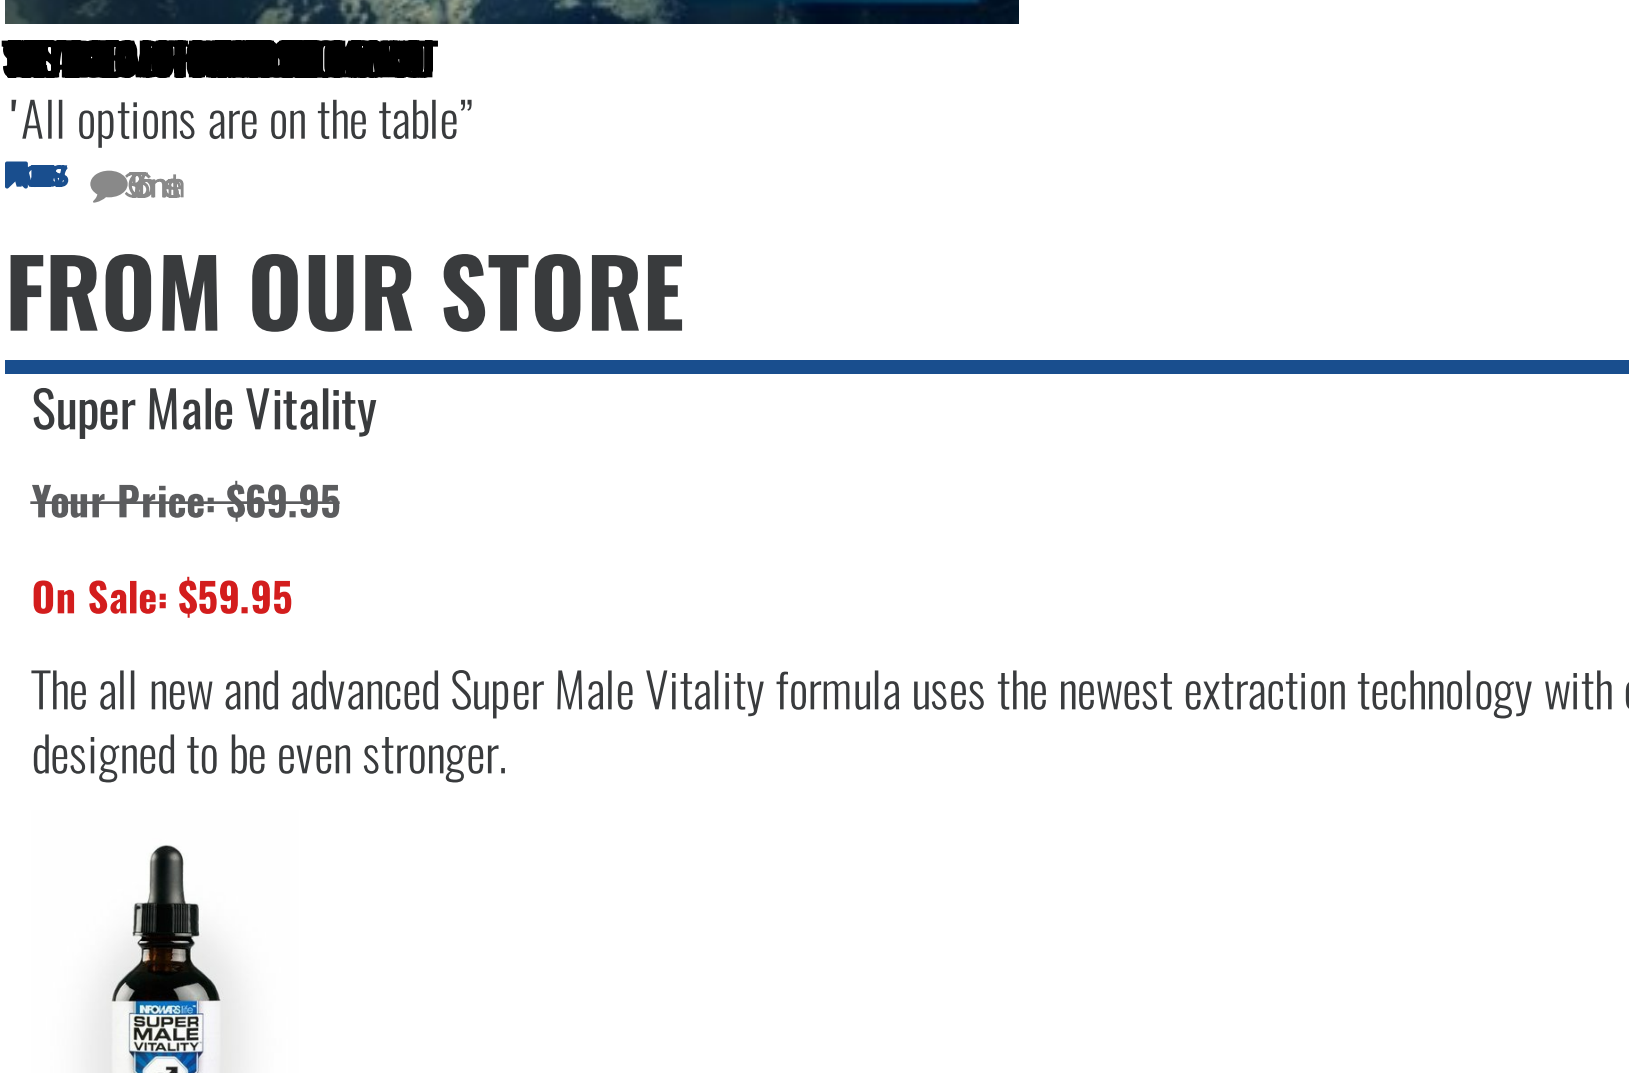 'All options are on the table”
FROM OUR STORE
Super Male Vitality
Your Price: $69.95
On Sale: $59.95
The all new and advanced Super Male Vitality formula uses the newest extraction technology with
designed to be even stronger.
INFOWARS life™
SUPER
MALE
VITALITY